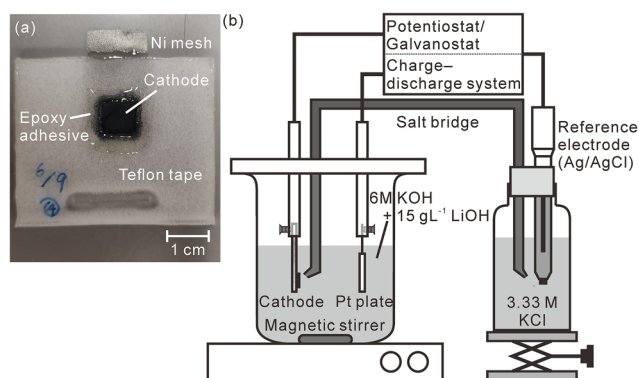 (a)
Ni mesh
Cathode
Epoxy
adhesive
Teflon tape
6/9
14
1 cm
(b)
Potentiostat/
Galvanostat
Charge–
discharge system
Salt bridge
Reference
electrode
(Ag/AgCl)
6M KOH
+ 15 gL⁻¹ LiOH
Cathode
Pt plate
Magnetic stirrer
3.33 M
KCl